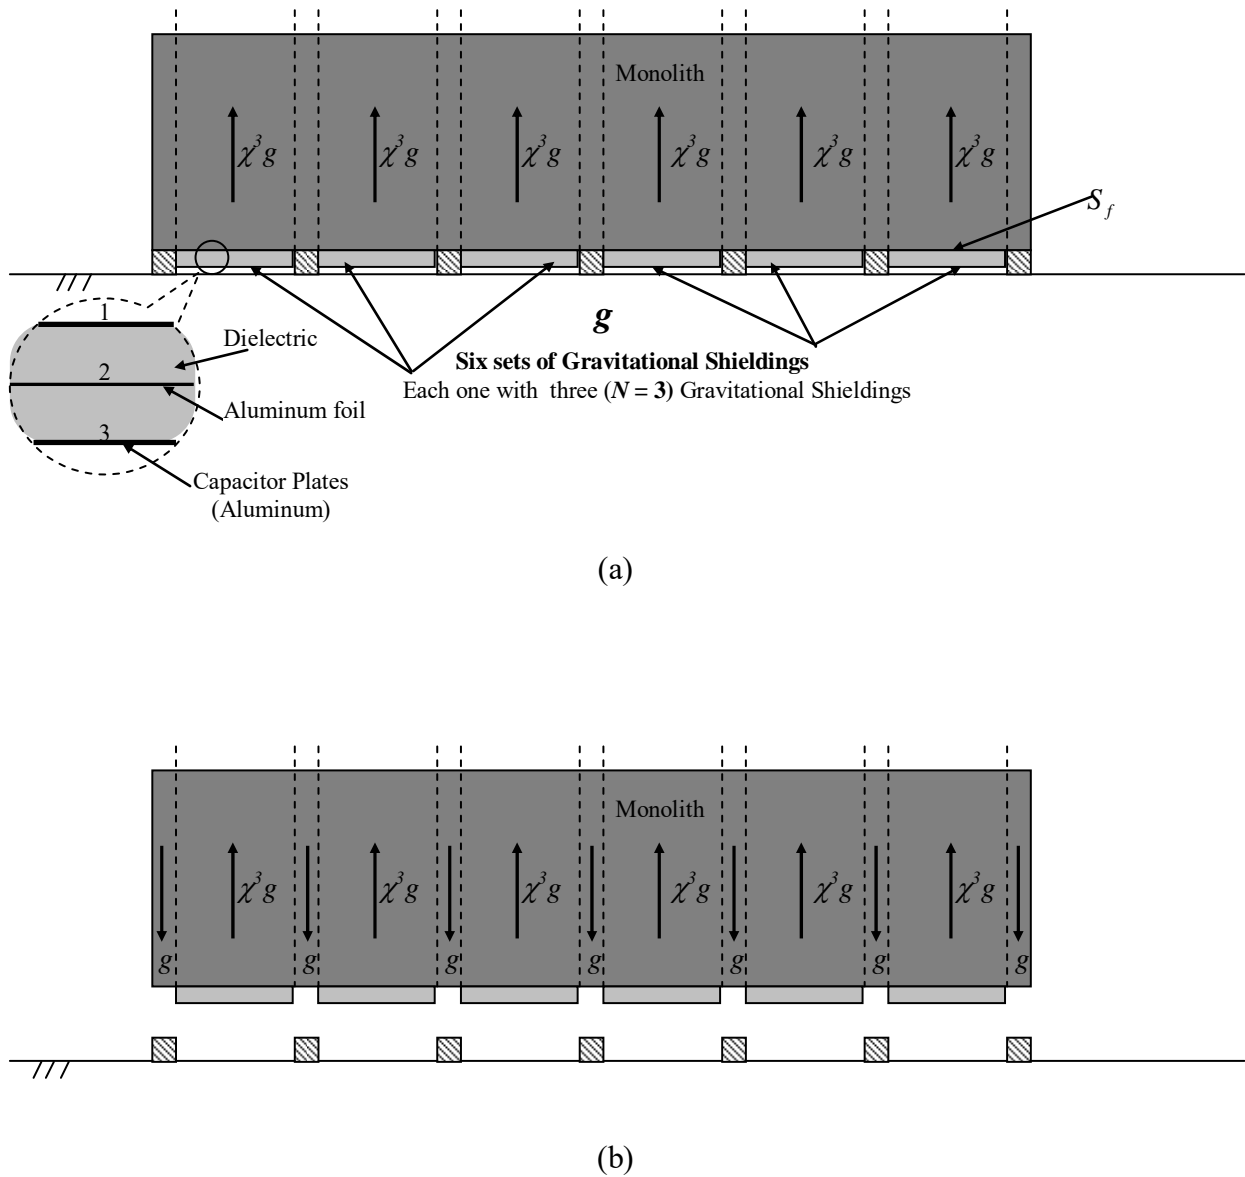 Monolith
χ³g χ³g χ³g χ³g χ³g χ³g
S_f
1
Dielectric
2
Aluminum foil
3
Capacitor Plates
(Aluminum)
g
Six sets of Gravitational Shieldings
Each one with three (N = 3) Gravitational Shieldings
(a)
Monolith
χ³g χ³g χ³g χ³g χ³g χ³g
g g g g g g g
(b)